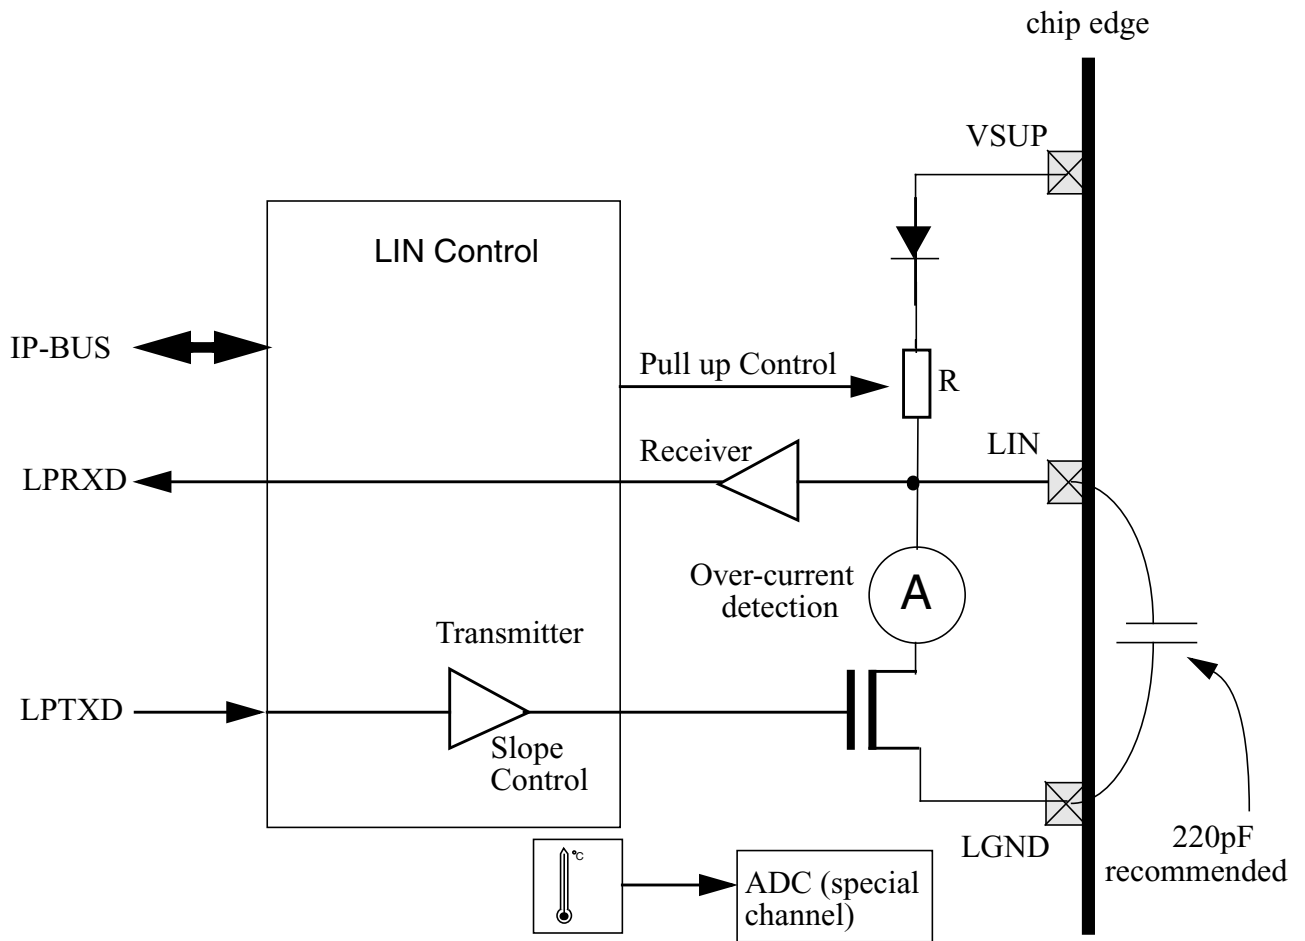 chip edge
VSUP
LIN Control
IP-BUS
Pull up Control
R
Receiver
LIN
LPRXD
Over-current
detection
A
Transmitter
LPTXD
Slope
Control
220pF
recommended
LGND
°C
ADC (special
channel)